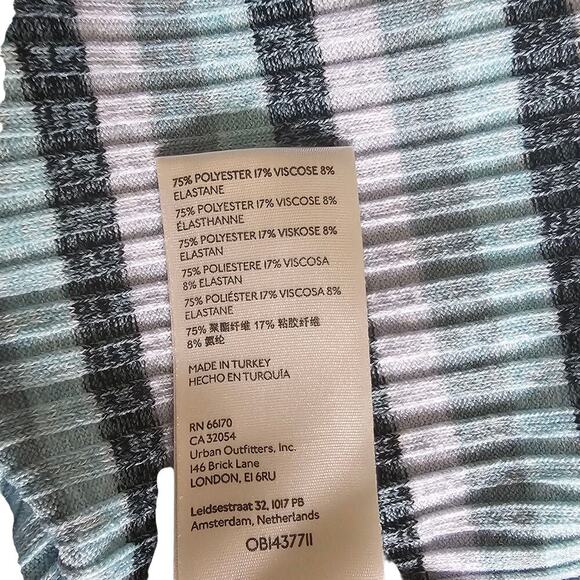 75% POLYESTER 17% VISCOSE 8%
ELASTANE
75% POLYESTER 17% VISCOSE 8%
ÉLASTHANNE
75% POLYESTER 17% VISKOSE 8%
ELASTAN
75% POLIESTERE 17% VISCOSA
8% ELASTAN
75% POLIÉSTER 17% VISCOSA 8%
ELASTANE
75% 聚酯纤维 17% 粘胶纤维
8% 氨纶
MADE IN TURKEY
HECHO EN TURQUÍA
RN 66170
CA 32054
Urban Outfitters, Inc.
146 Brick Lane
LONDON, E1 6RU
Leidsestraat 32, 1017 PB
Amsterdam, Netherlands
OB1437711